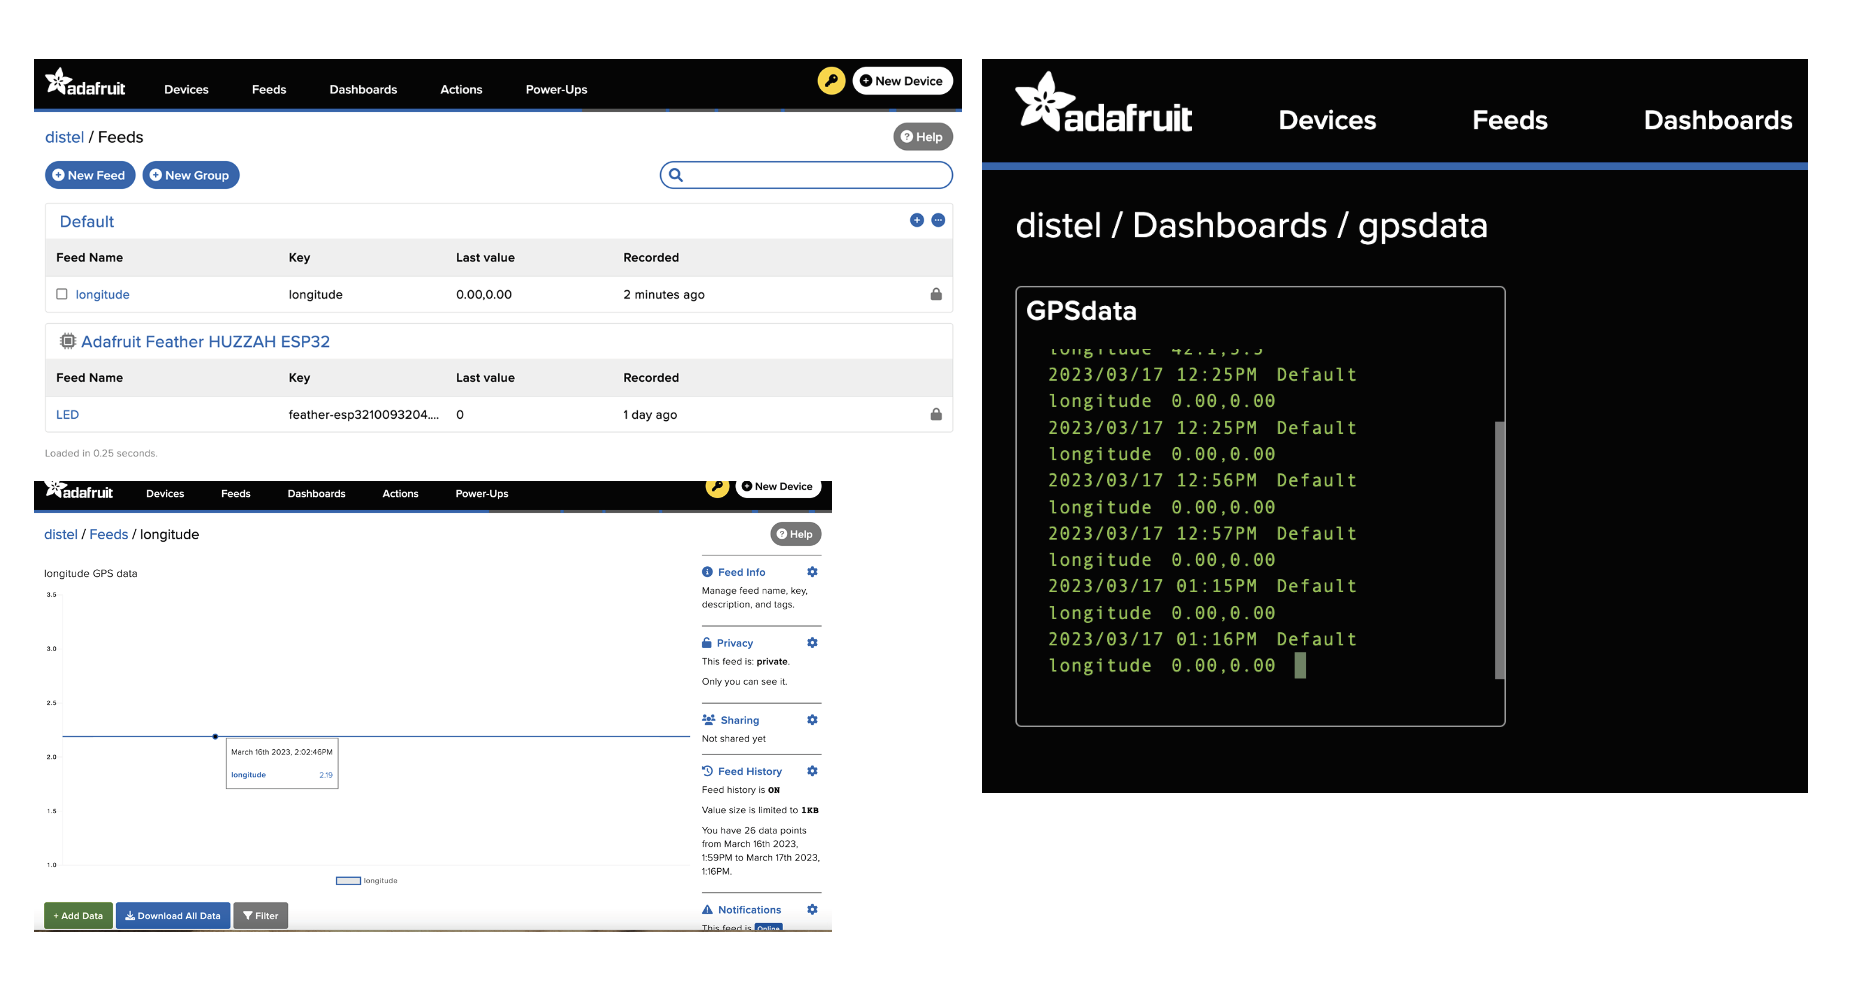 adafruit Devices Feeds Dashboards Actions Power-Ups New Device
distel / Feeds Help
New Feed New Group
Default
Feed Name Key Last value Recorded
longitude longitude 0.00,0.00 2 minutes ago
Adafruit Feather HUZZAH ESP32
Feed Name Key Last value Recorded
LED feather-esp3210093204.... 0 1 day ago
Loaded in 0.25 seconds.
adafruit Devices Feeds Dashboards Actions Power-Ups New Device
distel / Feeds / longitude Help
longitude GPS data
3.5
3.0
2.5
2.0
1.5
1.0
March 16th 2023, 2:02:46PM
longitude 2.19
longitude
+ Add Data Download All Data Filter
Feed Info
Manage feed name, key,
description, and tags.
Privacy
This feed is: private.
Only you can see it.
Sharing
Not shared yet
Feed History
Feed history is ON
Value size is limited to 1KB
You have 26 data points
from March 16th 2023,
1:59PM to March 17th 2023,
1:16PM.
Notifications
This feed is Online
adafruit Devices Feeds Dashboards
distel / Dashboards / gpsdata
GPSdata
longitude 42.1,5.5
2023/03/17 12:25PM Default
longitude 0.00,0.00
2023/03/17 12:25PM Default
longitude 0.00,0.00
2023/03/17 12:56PM Default
longitude 0.00,0.00
2023/03/17 12:57PM Default
longitude 0.00,0.00
2023/03/17 01:15PM Default
longitude 0.00,0.00
2023/03/17 01:16PM Default
longitude 0.00,0.00